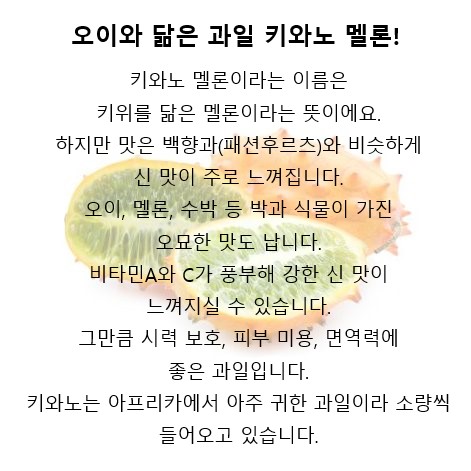 오이와 닮은 과일 키와노 멜론!
키와노 멜론이라는 이름은
키위를 닮은 멜론이라는 뜻이에요.
하지만 맛은 백향과(패션후르츠)와 비슷하게
신 맛이 주로 느껴집니다.
오이, 멜론, 수박 등 박과 식물이 가진
오묘한 맛도 납니다.
비타민A와 C가 풍부해 강한 신 맛이
느껴지실 수 있습니다.
그만큼 시력 보호, 피부 미용, 면역력에
좋은 과일입니다.
키와노는 아프리카에서 아주 귀한 과일이라 소량씩
들어오고 있습니다.